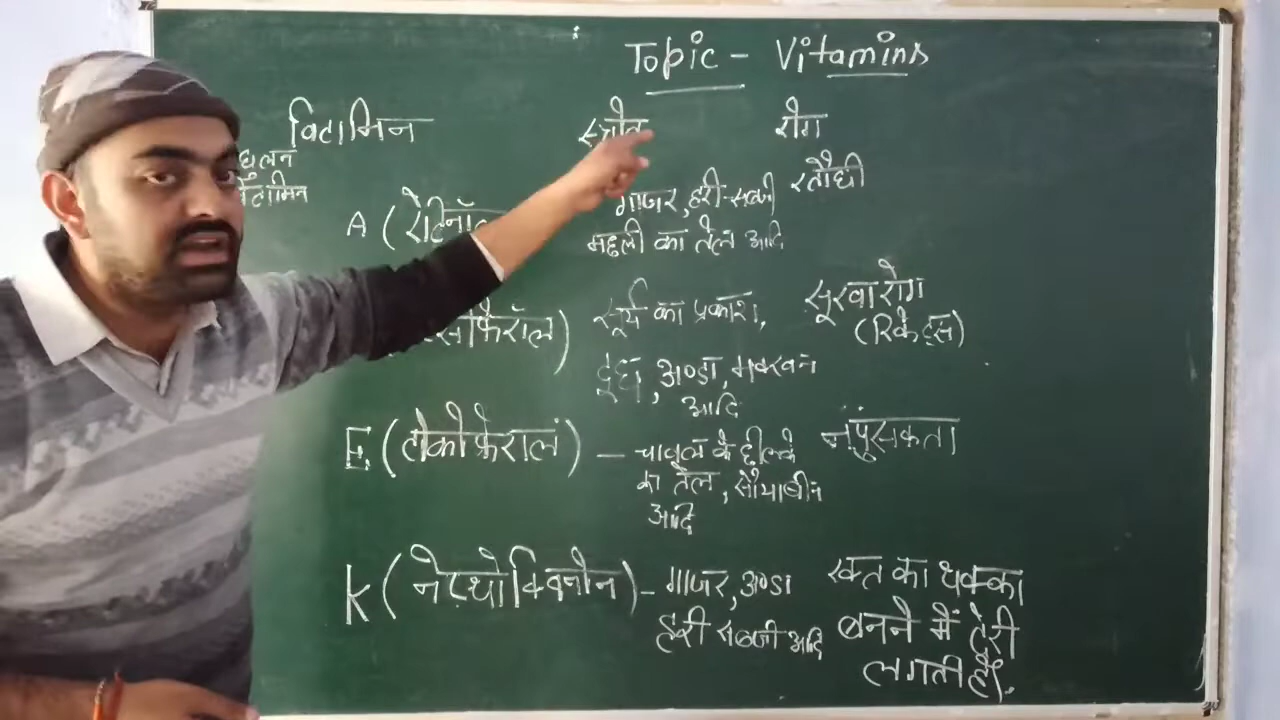 Topic - Vitamins
विटामिन
रोग
रतौंधी
A (
गाजर, हरी-सब्जी
मछली का तेल आदि
सूर्य का प्रकाश,
दूध, अण्डा, मक्खन
आदि
सूखा रोग
(रिकेट्स)
E (टोकोफेरॉल) – चावल के छिल्के
का तेल, सोयाबीन
आदि
नपुंसकता
K (नेप्थोक्विनोन) - गाजर, अण्डा
हरी सब्जी आदि
रक्त का थक्का
बनने में देरी
लगती है।